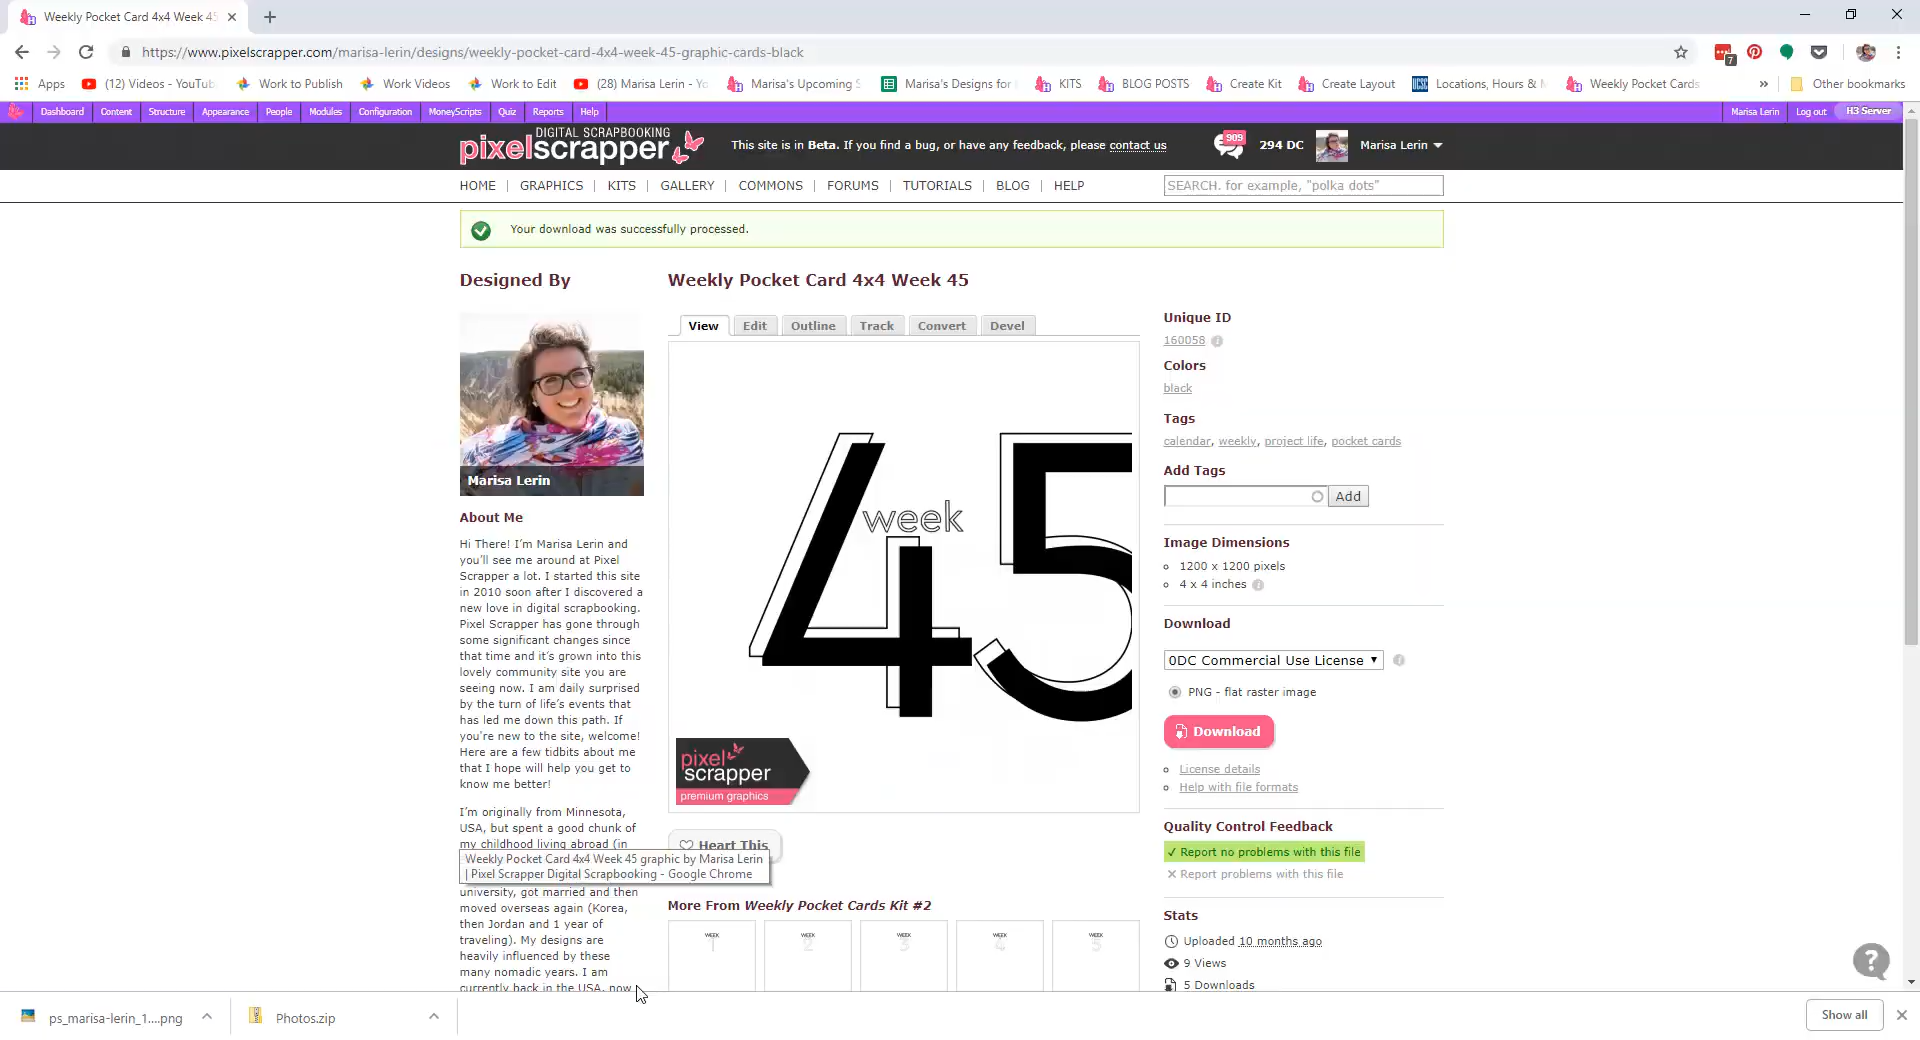 Weekly Pocket Card 4x4 Week 45
https://www.pixelscrapper.com/marisa-lerin/designs/weekly-pocket-card-4x4-week-45-graphic-cards-black
7
Apps (12) Videos - YouTub Work to Publish Work Videos Work to Edit (28) Marisa Lerin - Yo Marisa's Upcoming S Marisa's Designs for KITS BLOG POSTS Create Kit Create Layout Locations, Hours & M Weekly Pocket Cards » Other bookmarks
Dashboard Content Structure Appearance People Modules Configuration MoneyScripts Quiz Reports Help Marisa Lerin Log out H3 Server
DIGITAL SCRAPBOOKING
pixelscrapper
This site is in Beta. If you find a bug, or have any feedback, please contact us
909
294 DC
Marisa Lerin
HOME | GRAPHICS | KITS | GALLERY | COMMONS | FORUMS | TUTORIALS | BLOG | HELP
SEARCH. for example, "polka dots"
Your download was successfully processed.
Designed By
Marisa Lerin
About Me
Hi There! I'm Marisa Lerin and
you'll see me around at Pixel
Scrapper a lot. I started this site
in 2010 soon after I discovered a
new love in digital scrapbooking.
Pixel Scrapper has gone through
some significant changes since
that time and it's grown into this
lovely community site you are
seeing now. I am daily surprised
by the turn of life's events that
has led me down this path. If
you're new to the site, welcome!
Here are a few tidbits about me
that I hope will help you get to
know me better!
I'm originally from Minnesota,
USA, but spent a good chunk of
my childhood living abroad (in
Weekly Pocket Card 4x4 Week 45 graphic by Marisa Lerin
| Pixel Scrapper Digital Scrapbooking - Google Chrome
university, got married and then
moved overseas again (Korea,
then Jordan and 1 year of
traveling). My designs are
heavily influenced by these
many nomadic years. I am
currently back in the USA, now
Weekly Pocket Card 4x4 Week 45
View Edit Outline Track Convert Devel
week
45
pixel
scrapper
premium graphics
Heart This
More From Weekly Pocket Cards Kit #2
WEEK WEEK WEEK WEEK WEEK
1 2 3 4 5
Unique ID
160058
Colors
black
Tags
calendar, weekly, project life, pocket cards
Add Tags
Add
Image Dimensions
1200 x 1200 pixels
4 x 4 inches
Download
0DC Commercial Use License
PNG - flat raster image
Download
License details
Help with file formats
Quality Control Feedback
✓ Report no problems with this file
✕ Report problems with this file
Stats
Uploaded 10 months ago
9 Views
5 Downloads
?
ps_marisa-lerin_1....png Photos.zip Show all